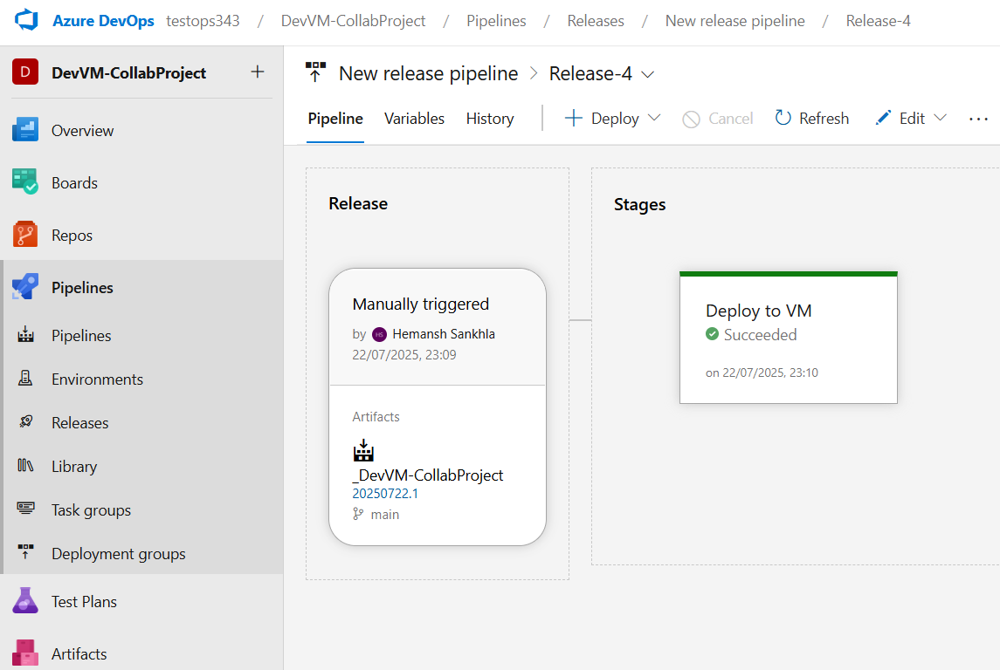 Azure DevOps testops343 / DevVM-CollabProject / Pipelines / Releases / New release pipeline / Release-4
D DevVM-CollabProject +
Overview
Boards
Repos
Pipelines
Pipelines
Environments
Releases
Library
Task groups
Deployment groups
Test Plans
Artifacts
New release pipeline > Release-4
Pipeline Variables History Deploy Cancel Refresh Edit ...
Release
Manually triggered
by HS Hemansh Sankhla
22/07/2025, 23:09
Artifacts
_DevVM-CollabProject
20250722.1
main
Stages
Deploy to VM
Succeeded
on 22/07/2025, 23:10